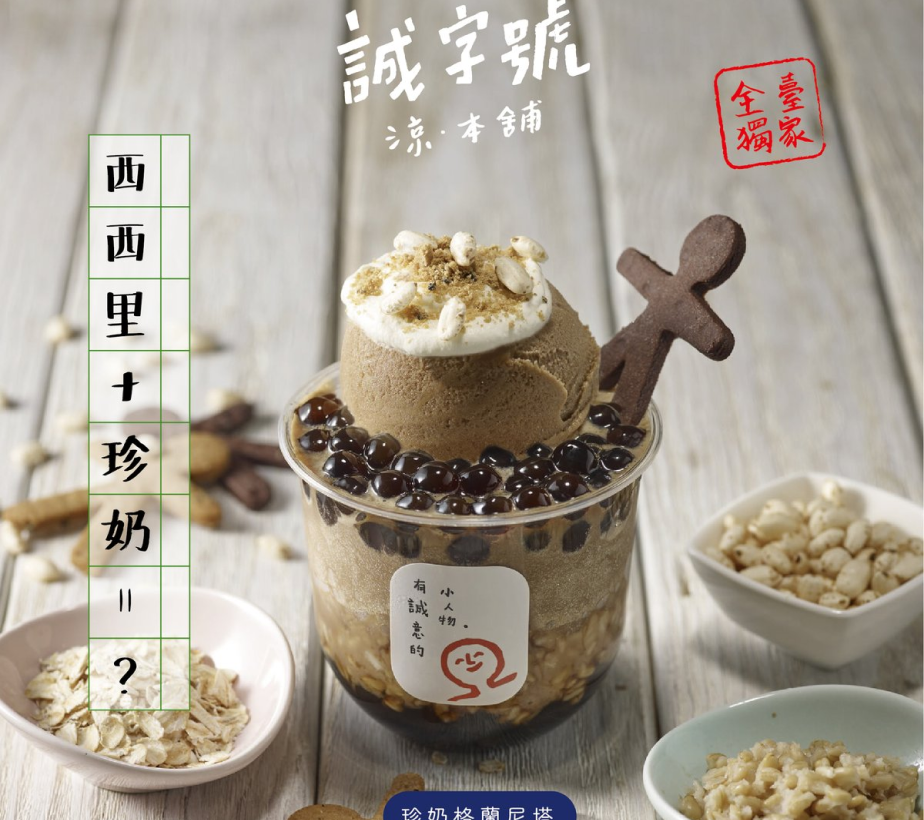 誠字號
涼·本舖
全臺
獨家
西西里+珍奶=?
小人物。
有誠意的
珍奶格蘭尼塔